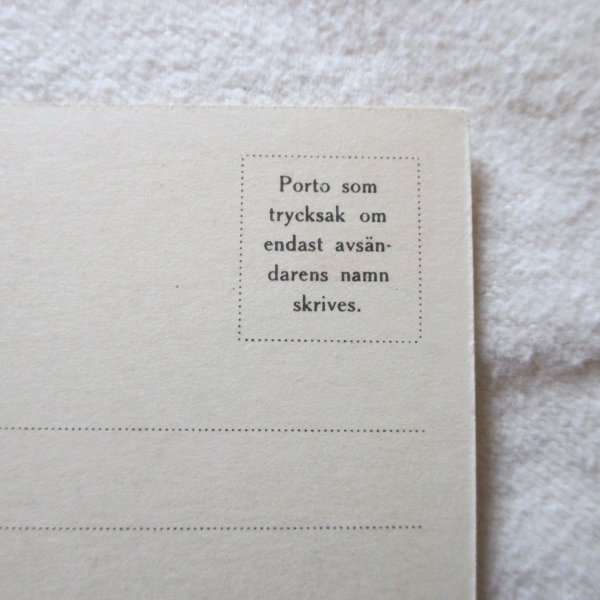 Porto som
trycksak om
endast avsän-
darens namn
skrives.